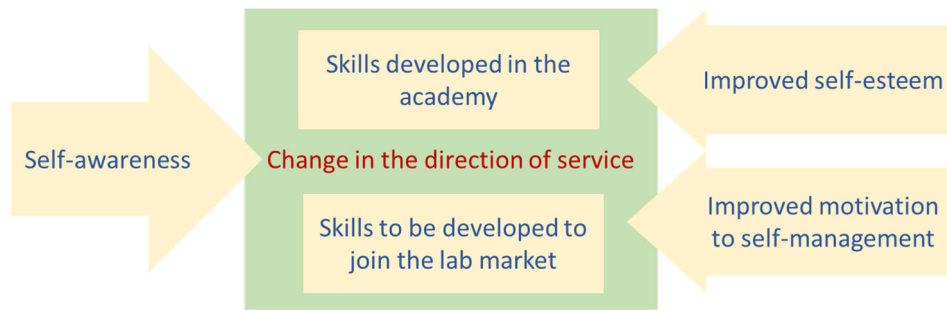 Self-awareness
Skills developed in the
academy
Change in the direction of service
Skills to be developed to
join the lab market
Improved self-esteem
Improved motivation
to self-management